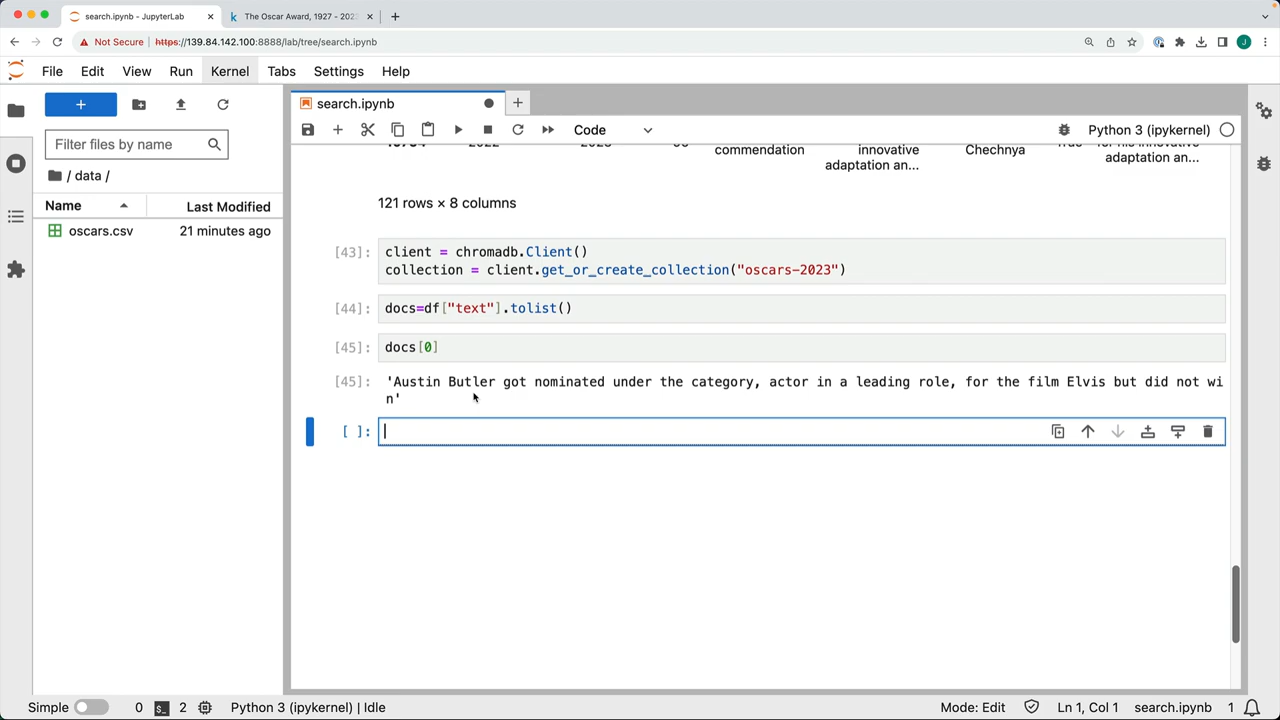 search.ipynb - JupyterLab
The Oscar Award, 1927 - 202
Not Secure
https://139.84.142.100:8888/lab/tree/search.ipynb
J
File Edit View Run Kernel Tabs Settings Help
search.ipynb
Code
Python 3 (ipykernel)
Filter files by name
/ data /
Name Last Modified
oscars.csv 21 minutes ago
commendation
innovative
adaptation an...
Chechnya
adaptation an...
121 rows × 8 columns
[43]: client = chromadb.Client()
collection = client.get_or_create_collection("oscars-2023")
[44]: docs=df["text"].tolist()
[45]: docs[0]
[45]: 'Austin Butler got nominated under the category, actor in a leading role, for the film Elvis but did not wi
n'
[ ]:
Simple 0 2 Python 3 (ipykernel) | Idle Mode: Edit Ln 1, Col 1 search.ipynb 1